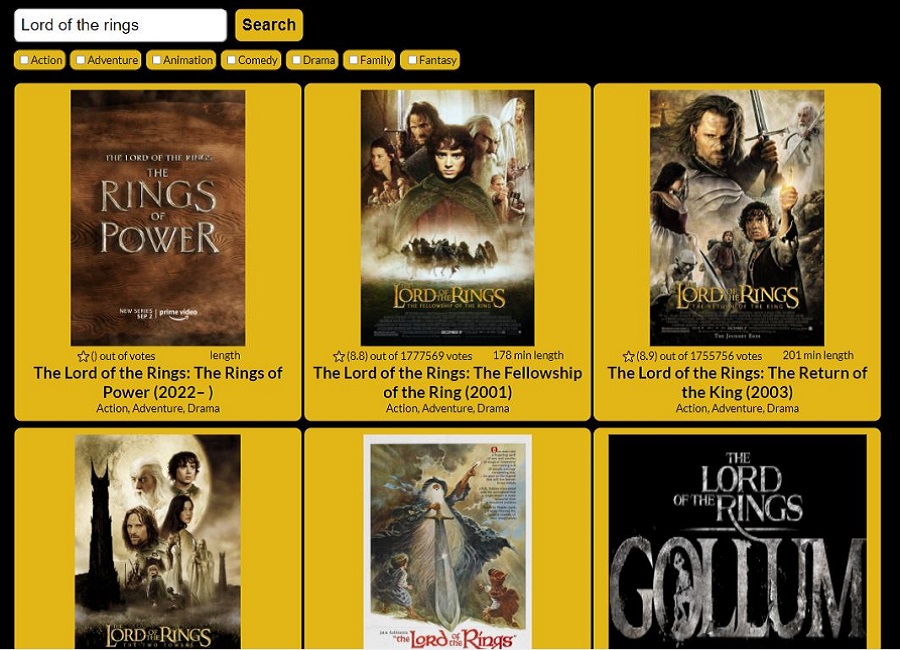 Lord of the rings
Search
Action
Adventure
Animation
Comedy
Drama
Family
Fantasy
THE LORD OF THE RINGS
THE
RINGS
OF
POWER
NEW SERIES
SEP 2
prime video
() out of votes
length
The Lord of the Rings: The Rings of
Power (2022– )
Action, Adventure, Drama
THE
LORD OF THE RINGS
THE FELLOWSHIP OF THE RING
(8.8) out of 1777569 votes
178 min length
The Lord of the Rings: The Fellowship
of the Ring (2001)
Action, Adventure, Drama
THE
LORD OF THE RINGS
THE RETURN OF THE KING
(8.9) out of 1755756 votes
201 min length
The Lord of the Rings: The Return of
the King (2003)
Action, Adventure, Drama
THE
LORD OF THE RINGS
THE TWO TOWERS
"the Lord of the Rings"
THE
LORD
OF THE RINGS
GOLLUM